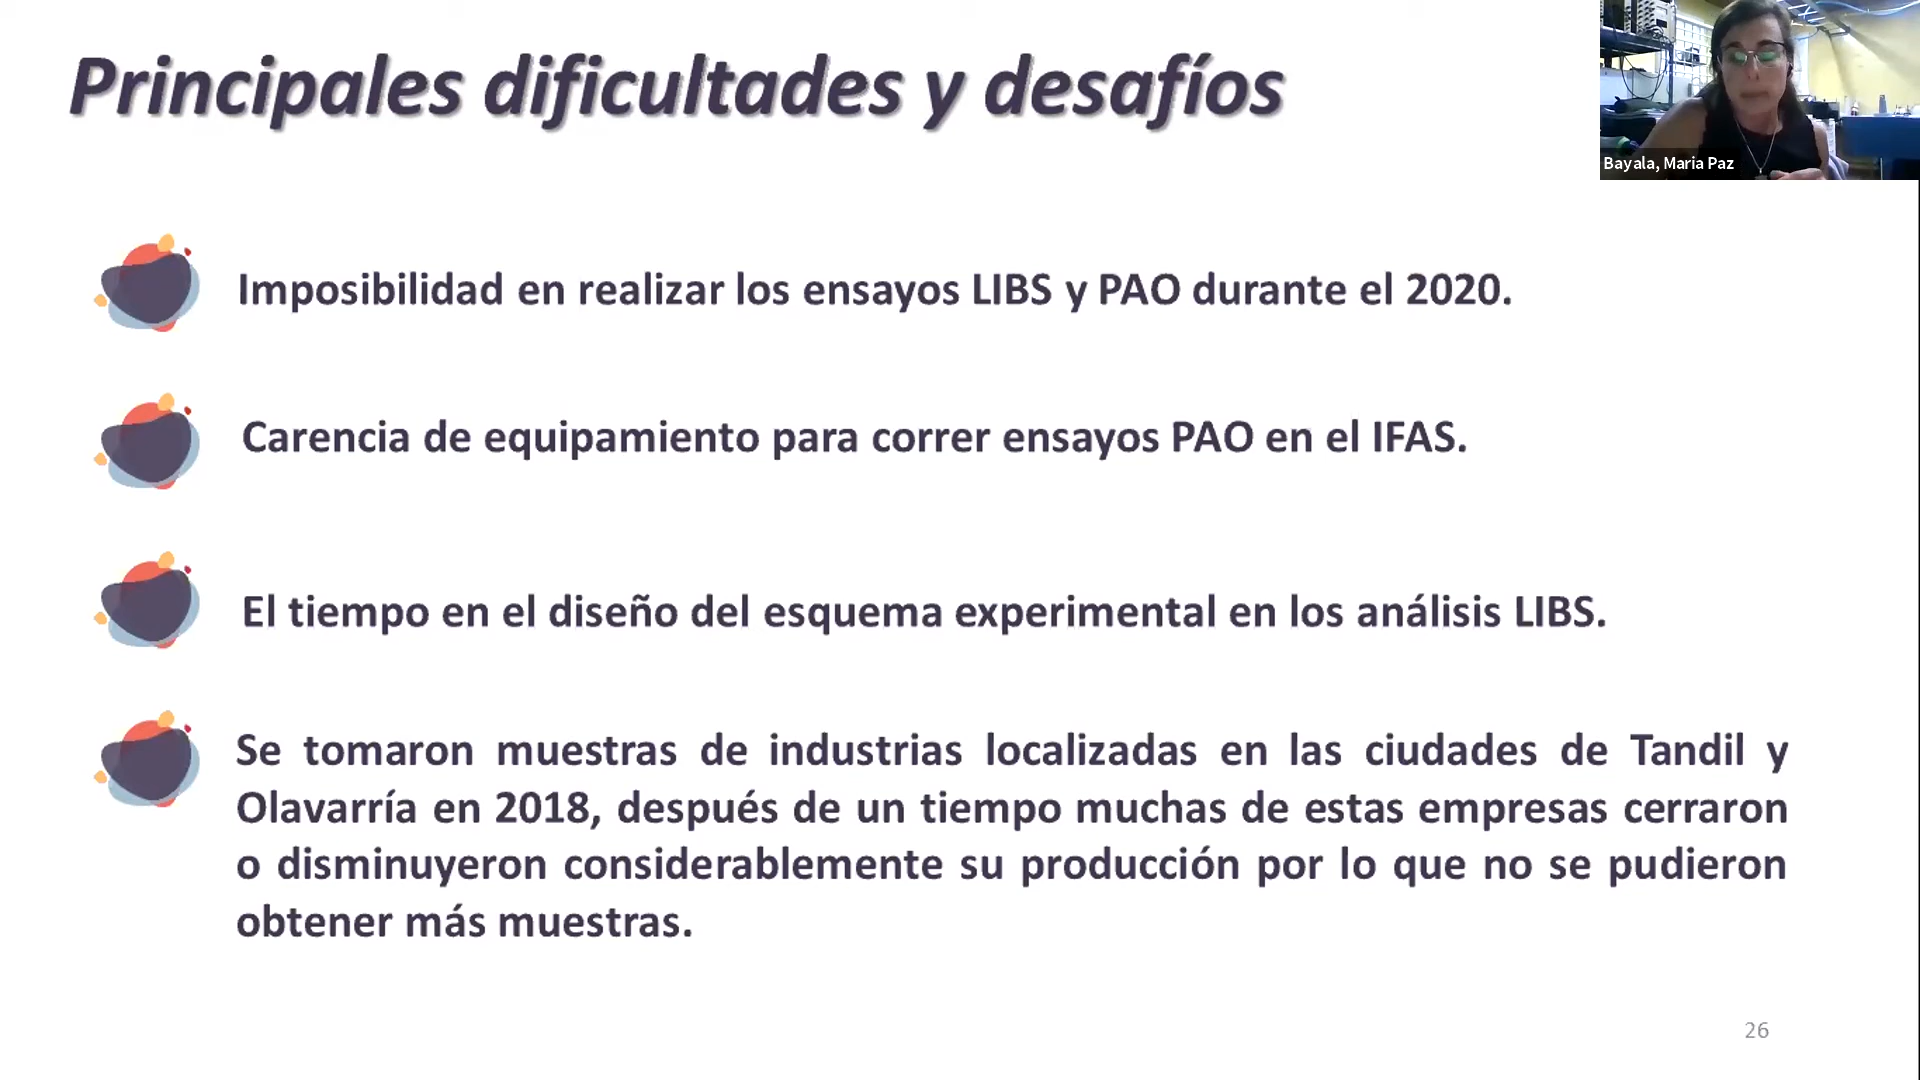 Principales dificultades y desafíos
Bayala, Maria Paz
Imposibilidad en realizar los ensayos LIBS y PAO durante el 2020.
Carencia de equipamiento para correr ensayos PAO en el IFAS.
El tiempo en el diseño del esquema experimental en los análisis LIBS.
Se tomaron muestras de industrias localizadas en las ciudades de Tandil y
Olavarría en 2018, después de un tiempo muchas de estas empresas cerraron
o disminuyeron considerablemente su producción por lo que no se pudieron
obtener más muestras.
26